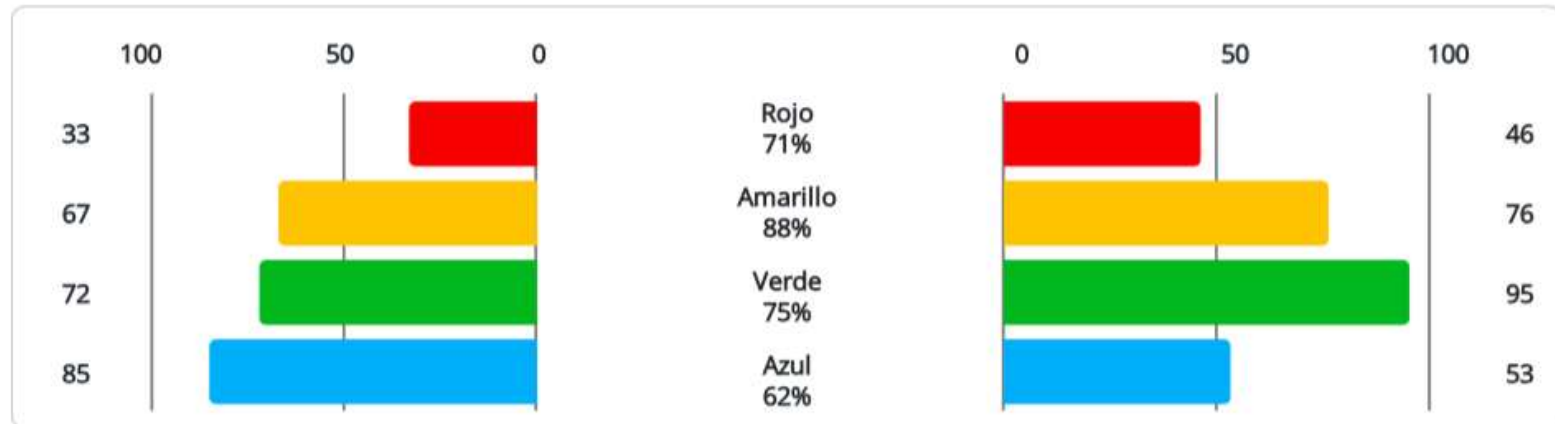 100 50 0 0 50 100
33 Rojo 71% 46
67 Amarillo 88% 76
72 Verde 75% 95
85 Azul 62% 53